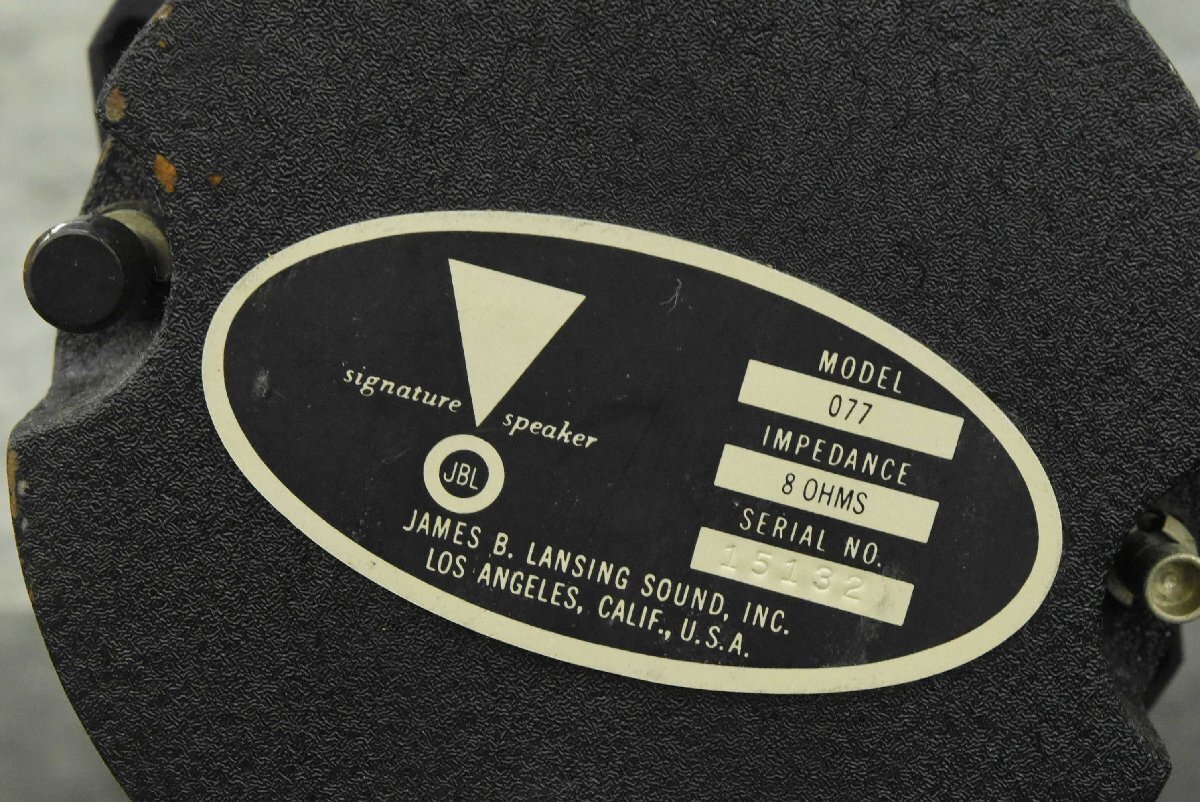 signature speaker
JBL
JAMES B. LANSING SOUND, INC.
LOS ANGELES, CALIF., U.S.A.
MODEL
077
IMPEDANCE
8 OHMS
SERIAL NO.
15132